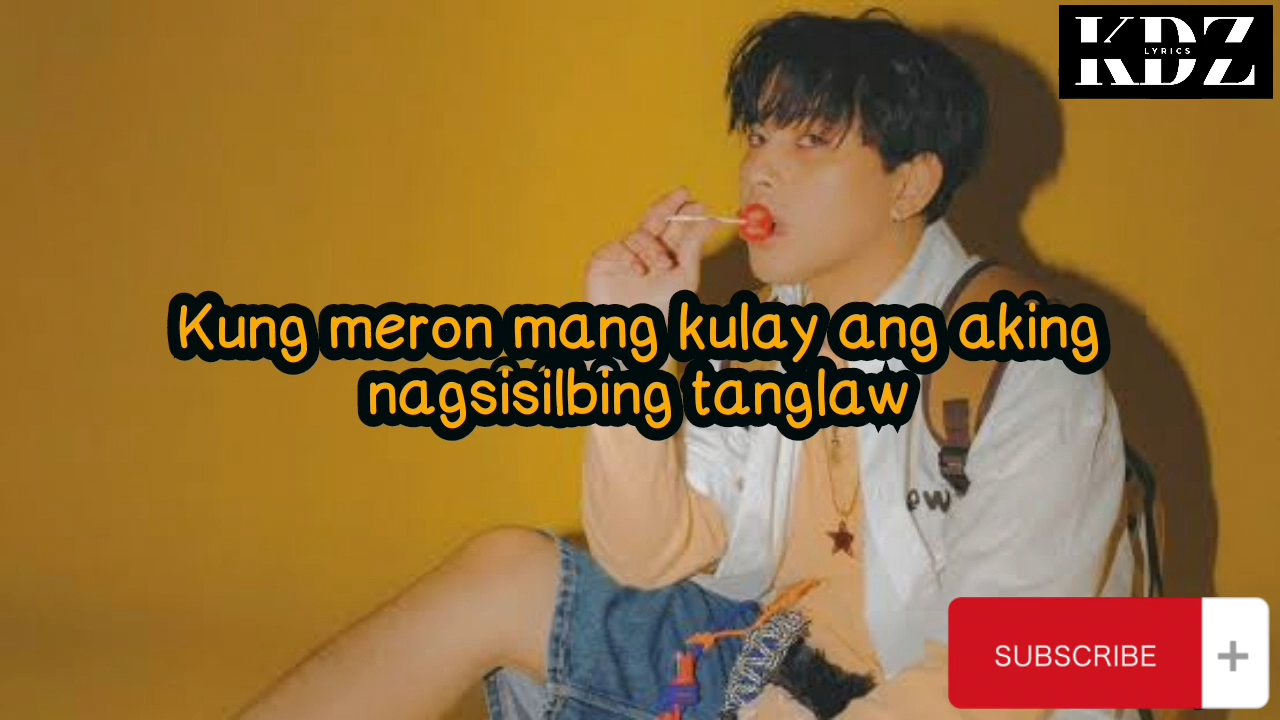 KDZ
LYRICS
Kung meron mang kulay ang aking
nagsisilbing tanglaw
SUBSCRIBE